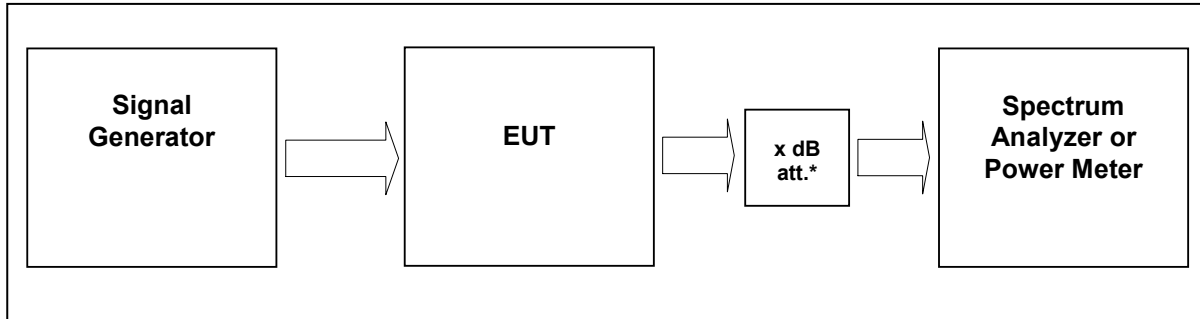 Signal
Generator
EUT
x dB
att.*
Spectrum
Analyzer or
Power Meter